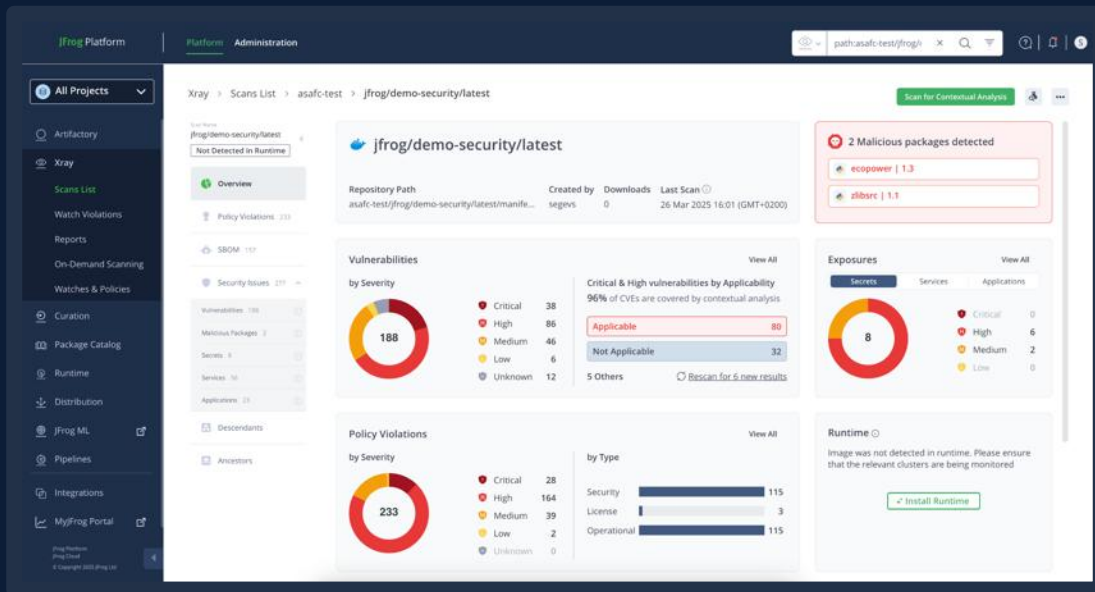 JFrog Platform
Platform
Administration
path:asafc-test/jfrog/
All Projects
Artifactory
Xray
Scans List
Watch Violations
Reports
On-Demand Scanning
Watches & Policies
Curation
Package Catalog
Runtime
Distribution
JFrog ML
Pipelines
Integrations
MyJFrog Portal
JFrog Platform
JFrog Cloud
© Copyright 2025 JFrog Ltd
Xray > Scans List > asafc-test > jfrog/demo-security/latest
Scan for Contextual Analysis
Scan Name
jfrog/demo-security/latest
Not Detected in Runtime
Overview
Policy Violations 233
SBOM
Security Issues
Vulnerabilities 188
Malicious Packages 2
Secrets 8
Services
Applications
Descendants
Ancestors
jfrog/demo-security/latest
Repository Path
asafc-test/jfrog/demo-security/latest/manife...
Created by
segevs
Downloads
0
Last Scan
26 Mar 2025 16:01 (GMT+0200)
2 Malicious packages detected
ecopower | 1.3
zlibsrc | 1.1
Vulnerabilities
View All
by Severity
188
Critical 38
High 86
Medium 46
Low 6
Unknown 12
Critical & High vulnerabilities by Applicability
96% of CVEs are covered by contextual analysis
Applicable 80
Not Applicable 32
5 Others
Rescan for 6 new results
Exposures
View All
Secrets
Services
Applications
8
Critical 0
High 6
Medium 2
Low 0
Policy Violations
View All
by Severity
233
Critical 28
High 164
Medium 39
Low 2
Unknown 0
by Type
Security 115
License 3
Operational 115
Runtime
Image was not detected in runtime. Please ensure
that the relevant clusters are being monitored
Install Runtime